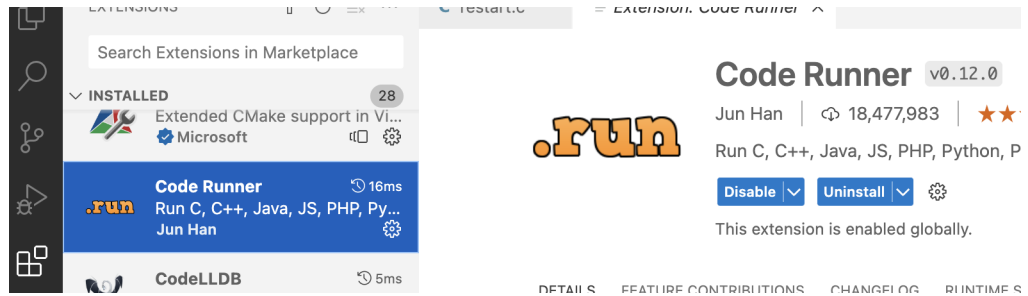 EXTENSIONS
restart.c
Extension: Code Runner
Search Extensions in Marketplace
INSTALLED
28
Extended CMake support in Vi...
Microsoft
Code Runner
16ms
Run C, C++, Java, JS, PHP, Py...
Jun Han
CodeLLDB
5ms
.run
.run
Code Runner
v0.12.0
Jun Han
18,477,983
Run C, C++, Java, JS, PHP, Python, P
Disable
Uninstall
This extension is enabled globally.
DETAILS
FEATURE CONTRIBUTIONS
CHANGELOG
RUNTIME S